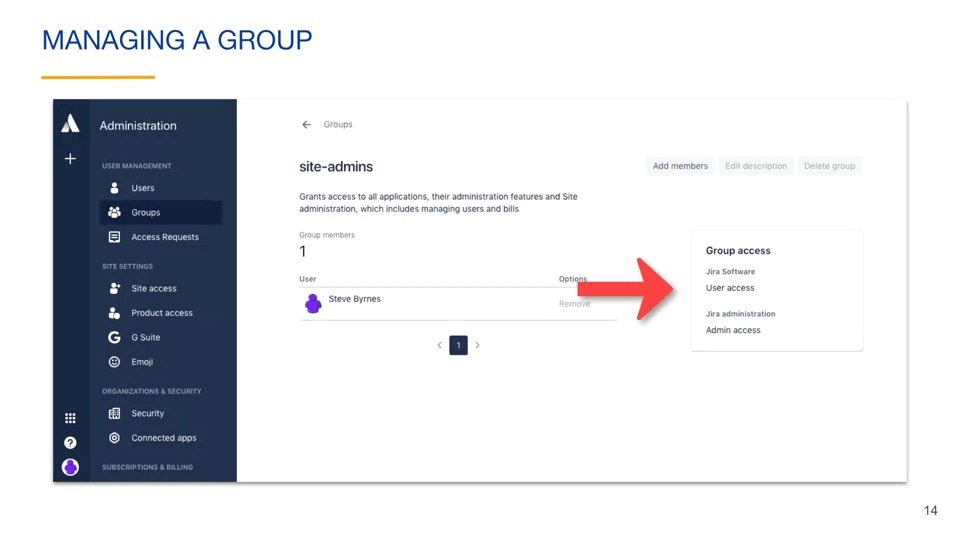 MANAGING A GROUP
Administration
USER MANAGEMENT
Users
Groups
Access Requests
SITE SETTINGS
Site access
Product access
G Suite
Emoji
ORGANIZATIONS & SECURITY
Security
Connected apps
SUBSCRIPTIONS & BILLING
Groups
site-admins
Add members
Edit description
Delete group
Grants access to all applications, their administration features and Site
administration, which includes managing users and bills
Group members
1
User
Options
Steve Byrnes
Remove
1
Group access
Jira Software
User access
Jira administration
Admin access
14